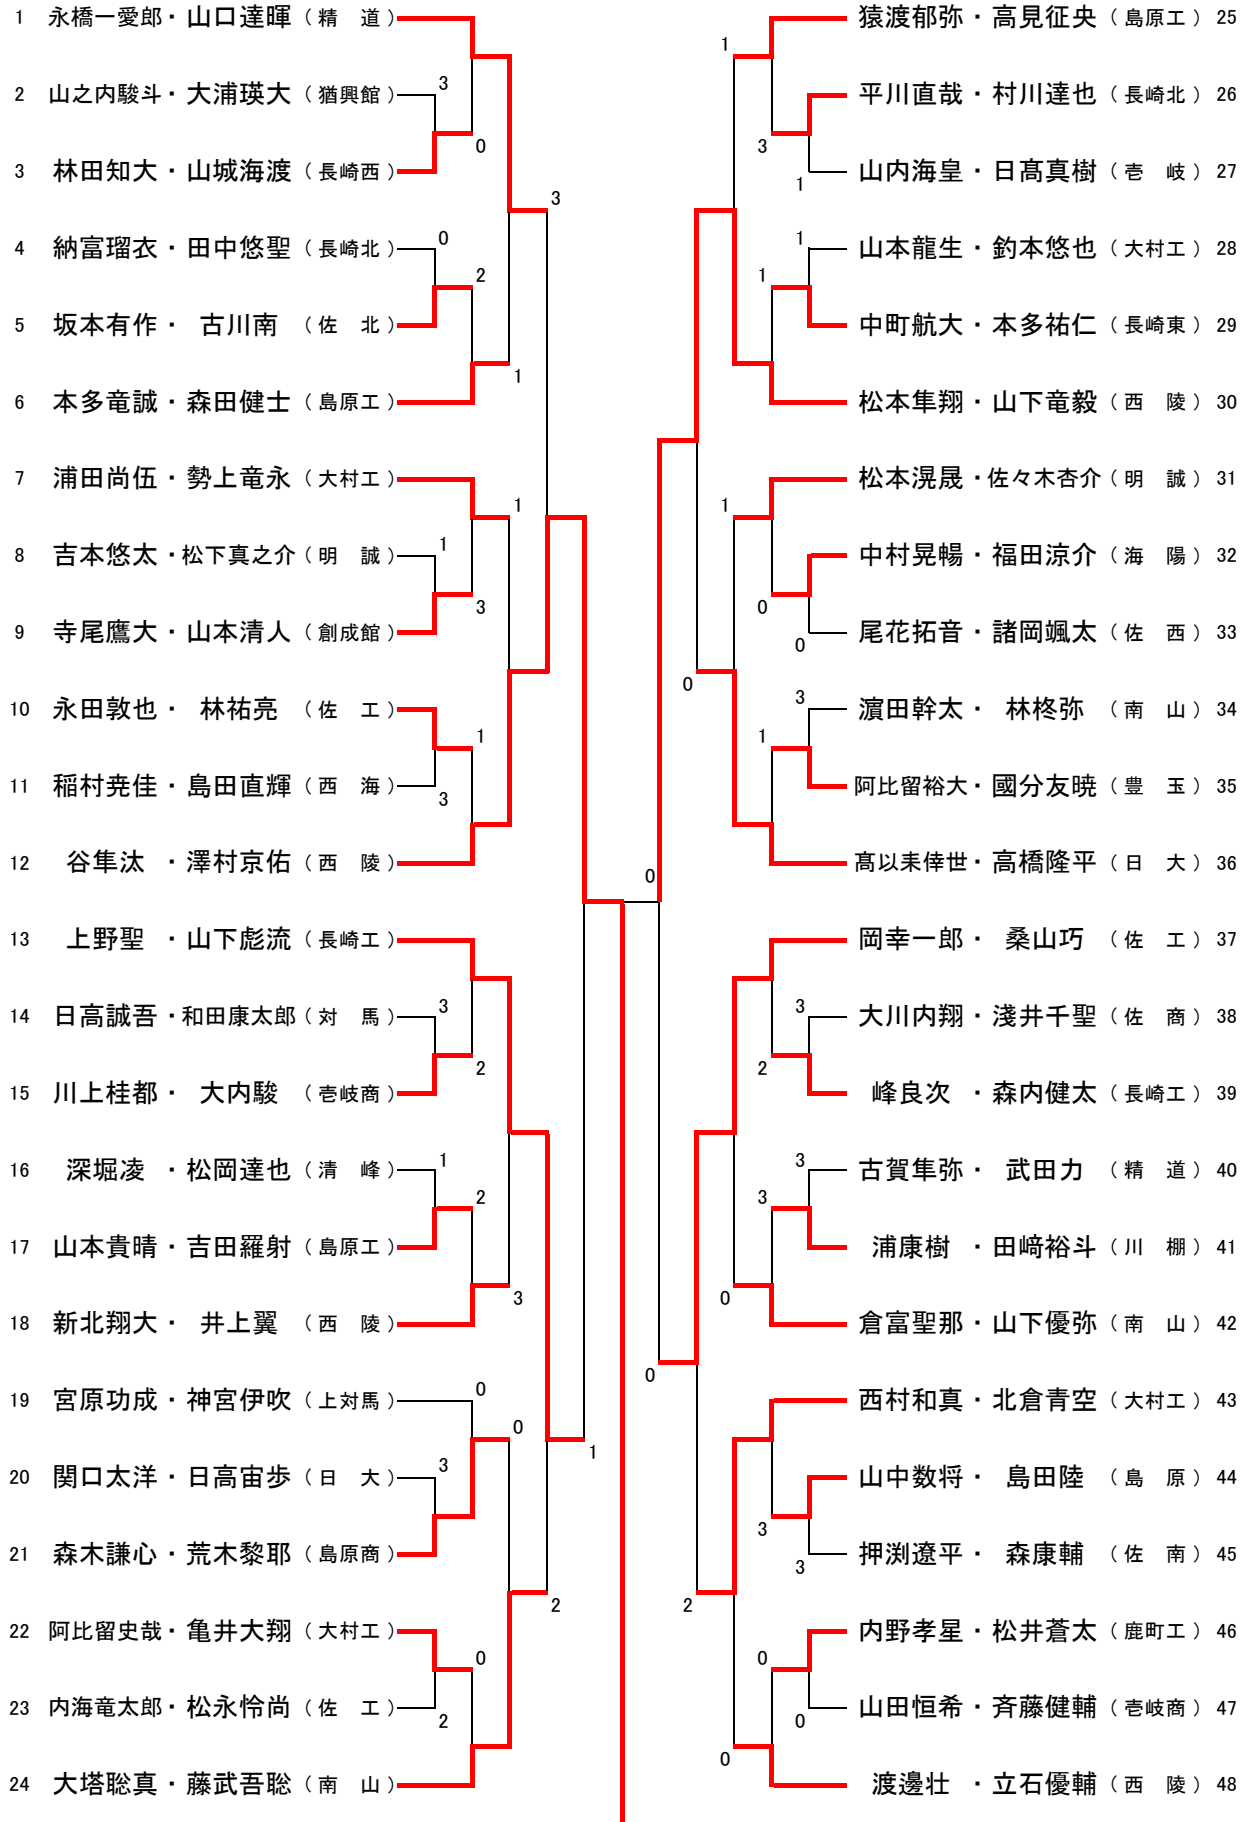 1 永橋一愛郎・山口達暉（精　道）
2 山之内駿斗・大浦瑛大（猶興館）
3 林田知大・山城海渡（長崎西）
4 納富瑠衣・田中悠聖（長崎北）
5 坂本有作・古川南（佐　北）
6 本多竜誠・森田健士（島原工）
7 浦田尚伍・勢上竜永（大村工）
8 吉本悠太・松下真之介（明　誠）
9 寺尾鷹大・山本清人（創成館）
10 永田敦也・林祐亮（佐　工）
11 稲村尭佳・島田直輝（西　海）
12 谷隼汰・澤村京佑（西　陵）
13 上野聖・山下彪流（長崎工）
14 日高誠吾・和田康太郎（対　馬）
15 川上桂都・大内駿（壱岐商）
16 深堀凌・松岡達也（清　峰）
17 山本貴晴・吉田羅射（島原工）
18 新北翔大・井上翼（西　陵）
19 宮原功成・神宮伊吹（上対馬）
20 関口太洋・日高宙歩（日　大）
21 森木謙心・荒木黎耶（島原商）
22 阿比留史哉・亀井大翔（大村工）
23 内海竜太郎・松永怜尚（佐　工）
24 大塔聡真・藤武吾聡（南　山）
3
0
3
0
2
1
1
1
3
1
3
3
2
1
2
3
0
0
3
1
2
0
2
0
0
1
3
1
1
1
1
0
0
0
3
1
3
2
3
3
0
0
3
3
2
0
0
0
猿渡郁弥・高見征央（島原工）25
平川直哉・村川達也（長崎北）26
山内海皇・日髙真樹（壱　岐）27
山本龍生・釣本悠也（大村工）28
中町航大・本多祐仁（長崎東）29
松本隼翔・山下竜毅（西　陵）30
松本滉晟・佐々木杏介（明　誠）31
中村晃暢・福田涼介（海　陽）32
尾花拓音・諸岡颯太（佐　西）33
濵田幹太・林柊弥（南　山）34
阿比留裕大・國分友暁（豊　玉）35
髙以耒倖世・高橋隆平（日　大）36
岡幸一郎・桑山巧（佐　工）37
大川内翔・淺井千聖（佐　商）38
峰良次・森内健太（長崎工）39
古賀隼弥・武田力（精　道）40
浦康樹・田﨑裕斗（川　棚）41
倉富聖那・山下優弥（南　山）42
西村和真・北倉青空（大村工）43
山中数将・島田陸（島　原）44
押渕遼平・森康輔（佐　南）45
内野孝星・松井蒼太（鹿町工）46
山田恒希・斉藤健輔（壱岐商）47
渡邊壮・立石優輔（西　陵）48